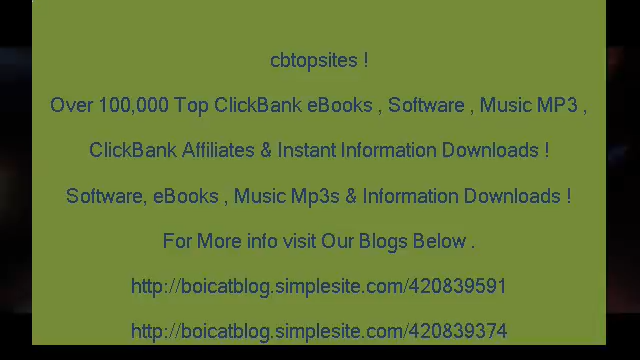 cbtopsites !
Over 100,000 Top ClickBank eBooks , Software , Music MP3 ,
ClickBank Affiliates & Instant Information Downloads !
Software, eBooks , Music Mp3s & Information Downloads !
For More info visit Our Blogs Below .
http://boicatblog.simplesite.com/420839591
http://boicatblog.simplesite.com/420839374